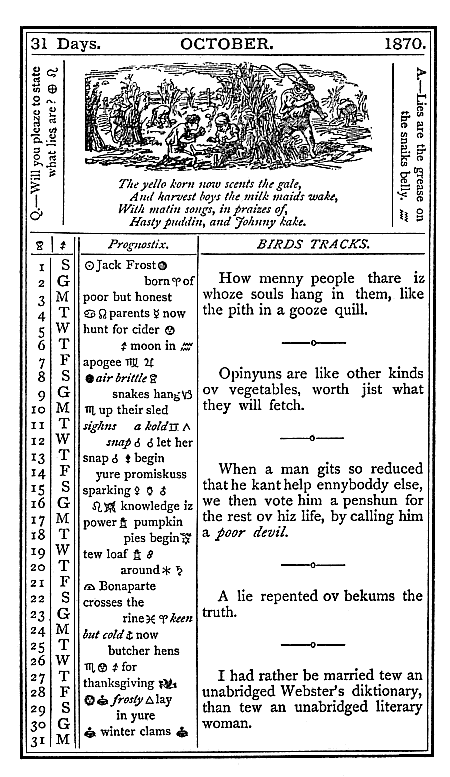 31 Days. OCTOBER. 1870.
Q.—Will you pleaze to state
what lies are? ⊕ ♌
A.—Lies are the grease on
the snaiks belly. ♒
The yello korn now scents the gale,
And harvest boys the milk maids wake,
With matin songs, in praizes of,
Hasty puddin, and Johnny kake.
Prognostix.
1 S ☉Jack Frost
2 G born♈of
3 M poor but honest
4 T ♋♌parents☿now
5 W hunt for cider
6 T moon in ♒
7 F apogee ♏ ♃
8 S air brittle
9 G snakes hang♑
10 M ♏up their sled
11 T sighns a kold♊
12 W snap ☌ ☌ let her
13 T snap ☌ begin
14 F yure promiskuss
15 S sparking ♀
16 G ♌ knowledge iz
17 M power pumpkin
18 T pies begin
19 W tew loaf
20 T around
21 F Bonaparte
22 S crosses the
23 G rine♓ ♈ keen
24 M but cold now
25 T butcher hens
26 W ♏ for
27 T thanksgiving
28 F frosty △lay
29 S in yure
30 G winter clams
31 M
BIRDS TRACKS.
How menny people thare iz
whoze souls hang in them, like
the pith in a gooze quill.
Opinyuns are like other kinds
ov vegetables, worth jist what
they will fetch.
When a man gits so reduced
that he kant help ennyboddy else,
we then vote him a penshun for
the rest ov hiz life, by calling him
a poor devil.
A lie repented ov bekums the
truth.
I had rather be married tew an
unabridged Webster's diktionary,
than tew an unabridged literary
woman.